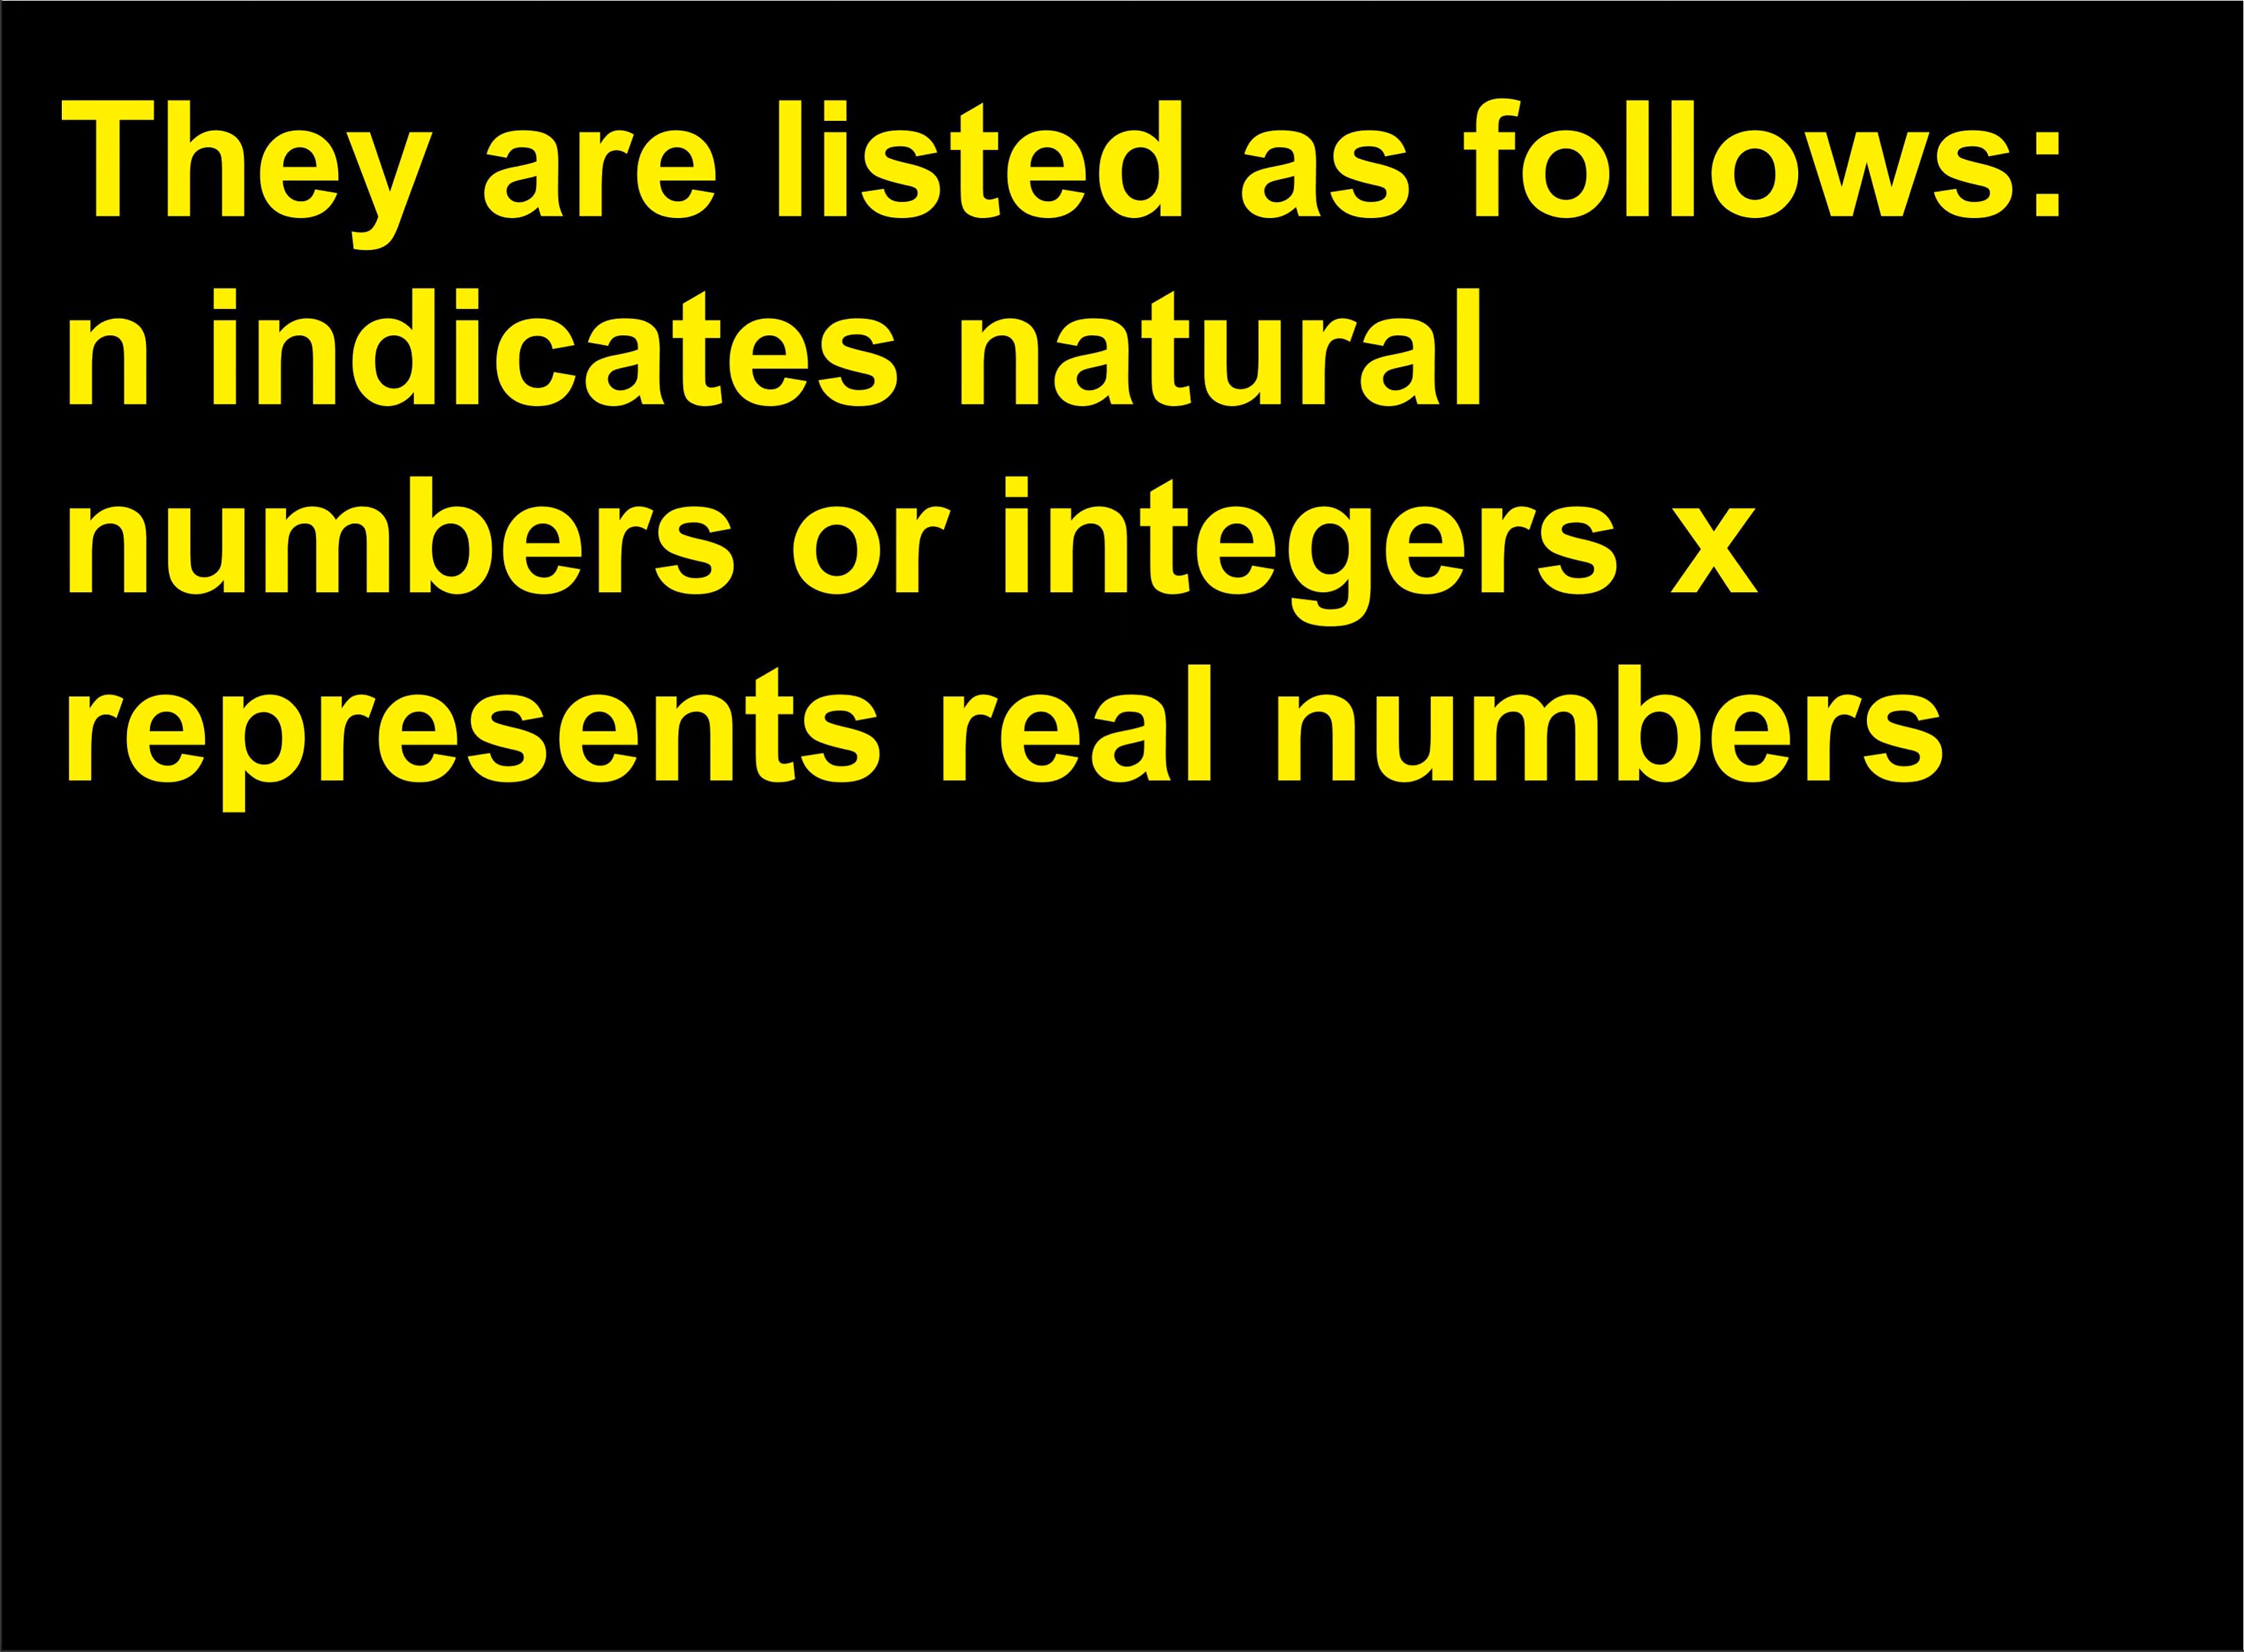 They are listed as follows:
n indicates natural
numbers or integers x
represents real numbers